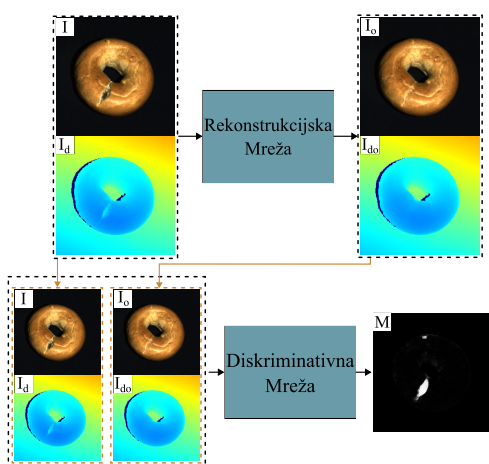 I
I_o
Rekonstrukcijska
Mreža
I_d
I_do
I
I_o
M
Diskriminativna
Mreža
I_d
I_do